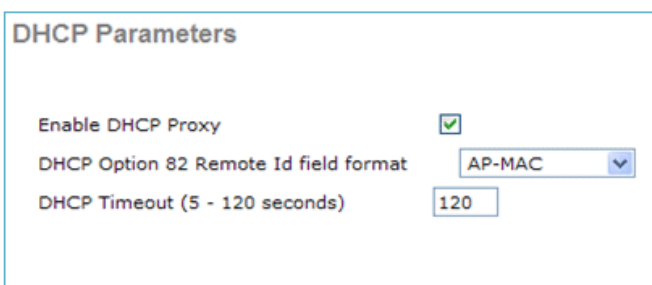 DHCP Parameters
Enable DHCP Proxy
DHCP Option 82 Remote Id field format AP-MAC
DHCP Timeout (5 - 120 seconds) 120